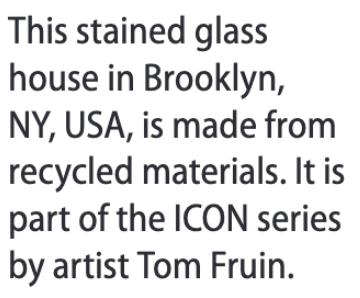 This stained glass
house in Brooklyn,
NY, USA, is made from
recycled materials. It is
part of the ICON series
by artist Tom Fruin.